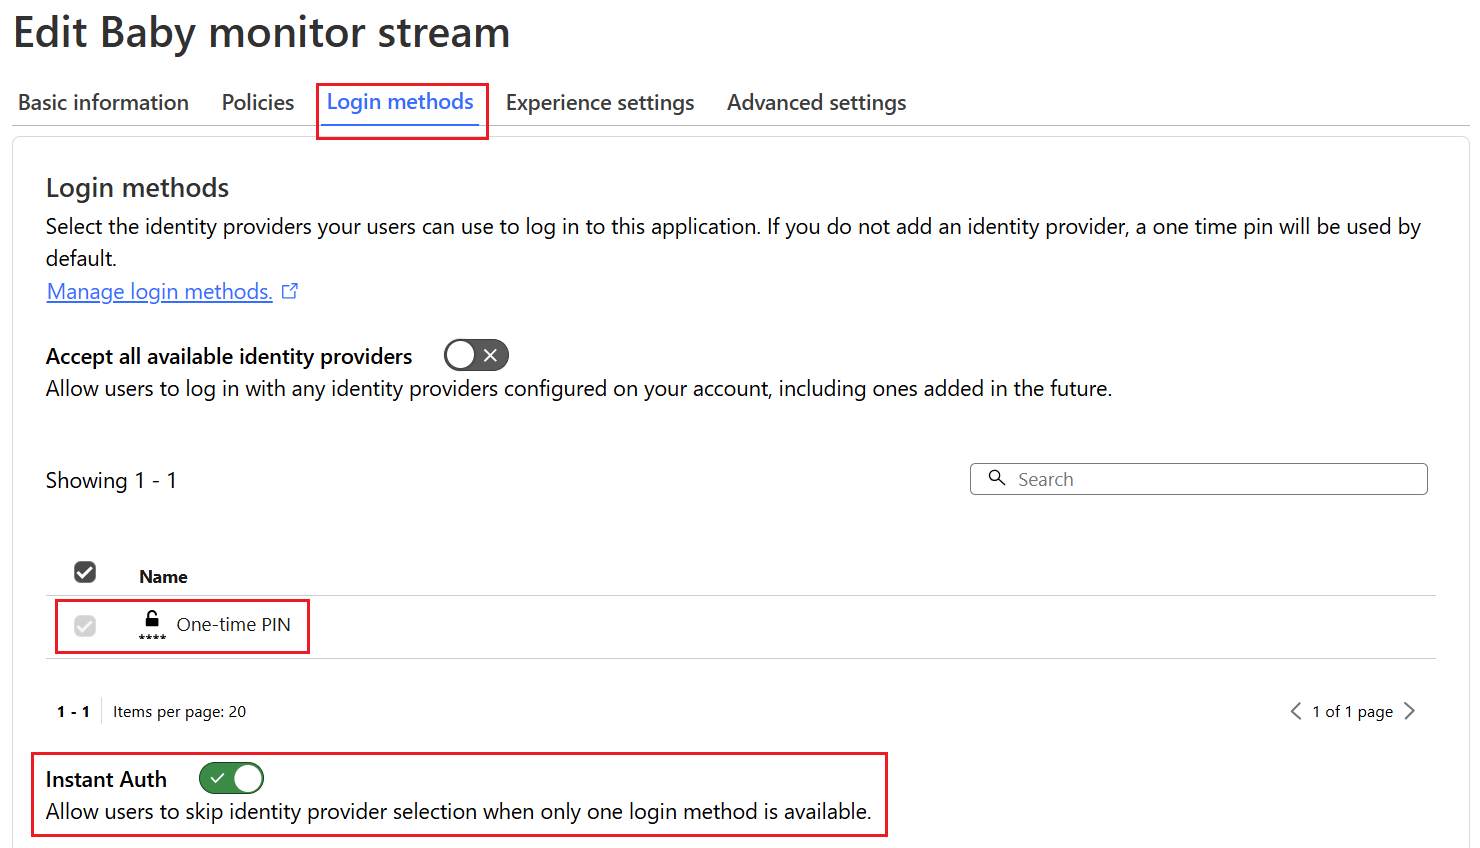 Edit Baby monitor stream
Basic information Policies Login methods Experience settings Advanced settings
Login methods
Select the identity providers your users can use to log in to this application. If you do not add an identity provider, a one time pin will be used by
default.
Manage login methods.
Accept all available identity providers
Allow users to log in with any identity providers configured on your account, including ones added in the future.
Showing 1 - 1
Search
Name
**** One-time PIN
1 - 1 Items per page: 20
1 of 1 page
Instant Auth
Allow users to skip identity provider selection when only one login method is available.